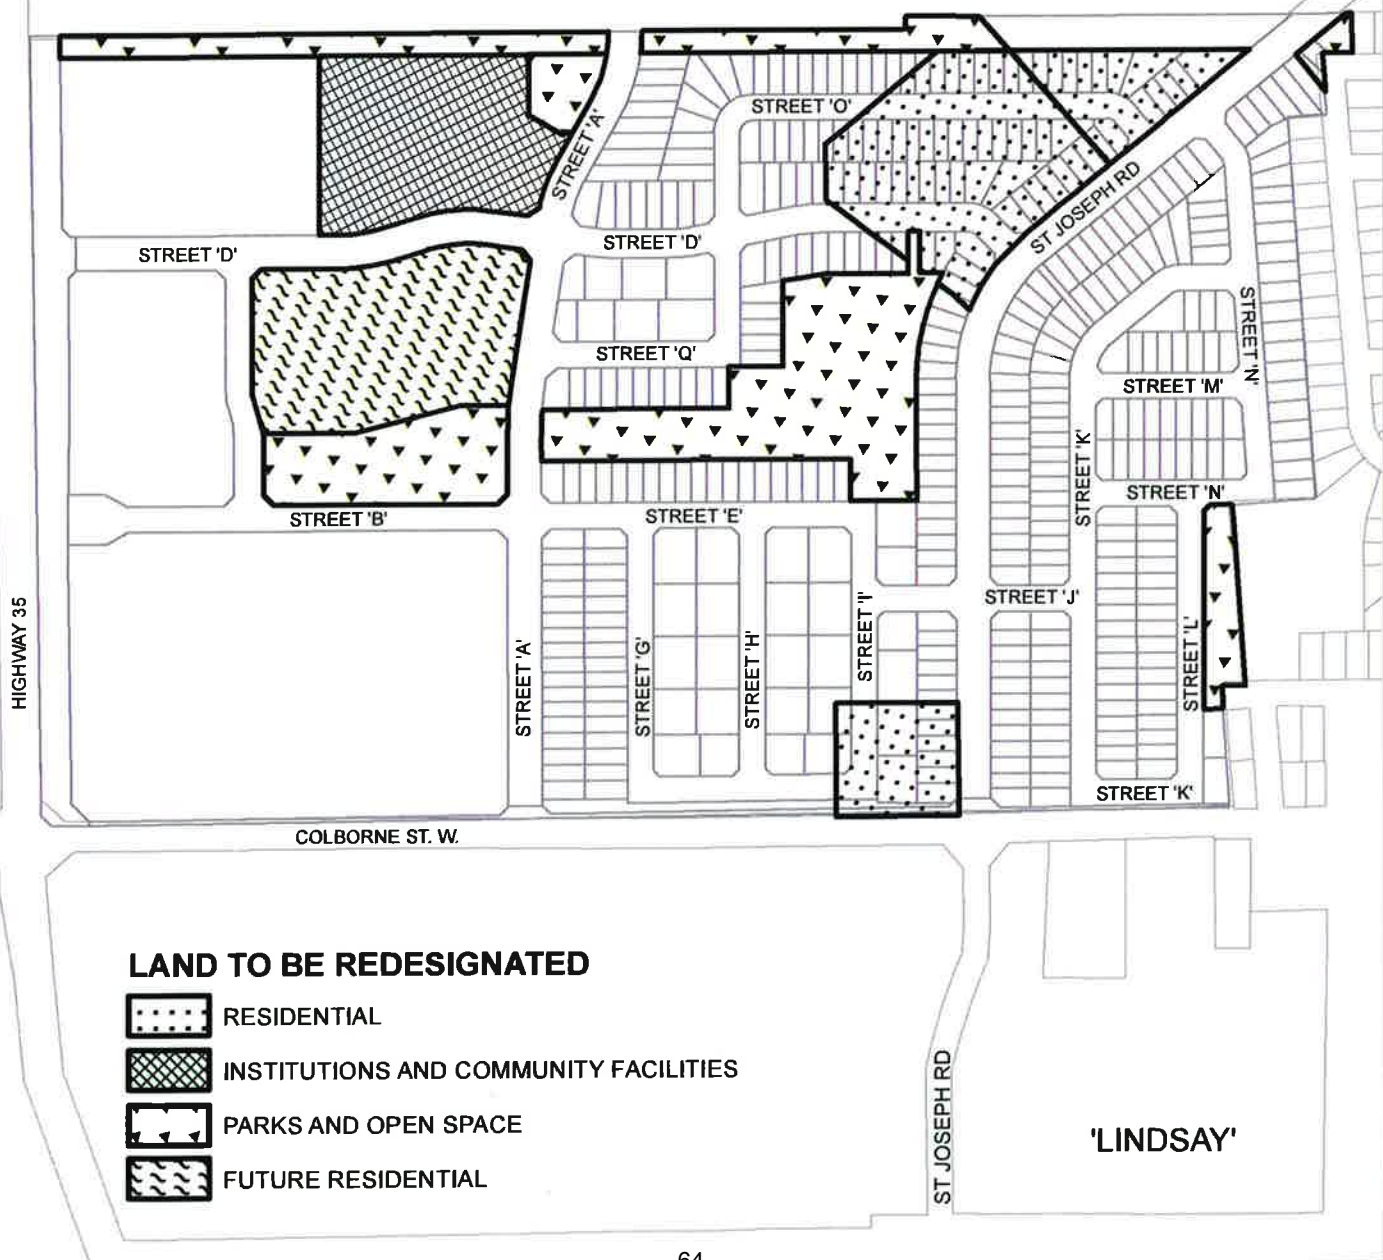 STREET 'O'
STREET 'A'
ST JOSEPH RD
STREET 'D'
STREET 'D'
STREET 'N'
STREET 'Q'
STREET 'M'
STREET 'K'
STREET 'N'
STREET 'B'
STREET 'E'
HIGHWAY 35
STREET 'A'
STREET 'G'
STREET 'H'
STREET 'I'
STREET 'J'
STREET 'L'
STREET 'K'
COLBORNE ST. W.
LAND TO BE REDESIGNATED
RESIDENTIAL
INSTITUTIONS AND COMMUNITY FACILITIES
PARKS AND OPEN SPACE
FUTURE RESIDENTIAL
ST JOSEPH RD
'LINDSAY'
64